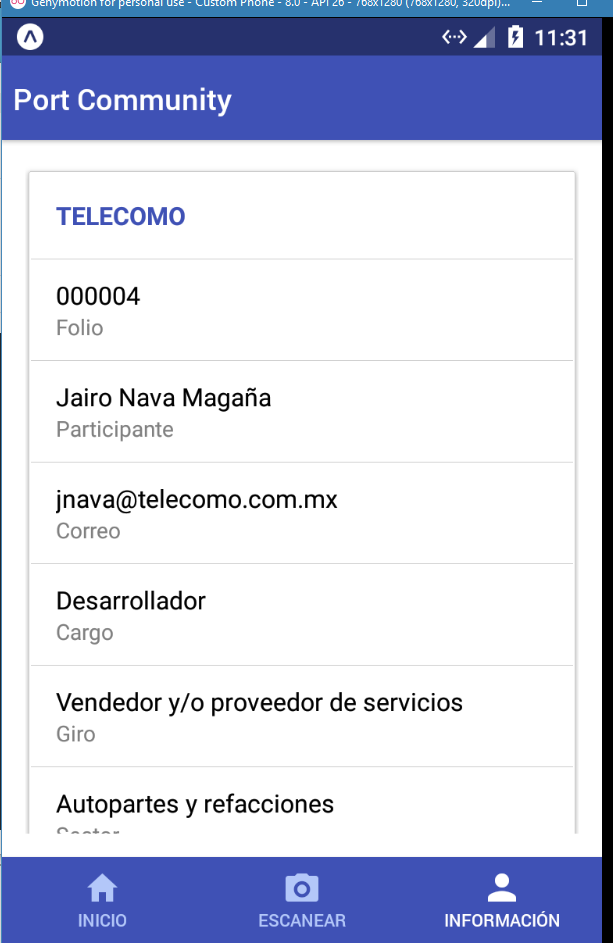 Genymotion for personal use - Custom Phone - 8.0 - API 26 - 768x1280 (768x1280, 320dpi)...
11:31
Port Community
TELECOMO
000004
Folio
Jairo Nava Magaña
Participante
jnava@telecomo.com.mx
Correo
Desarrollador
Cargo
Vendedor y/o proveedor de servicios
Giro
Autopartes y refacciones
Sector
INICIO
ESCANEAR
INFORMACIÓN